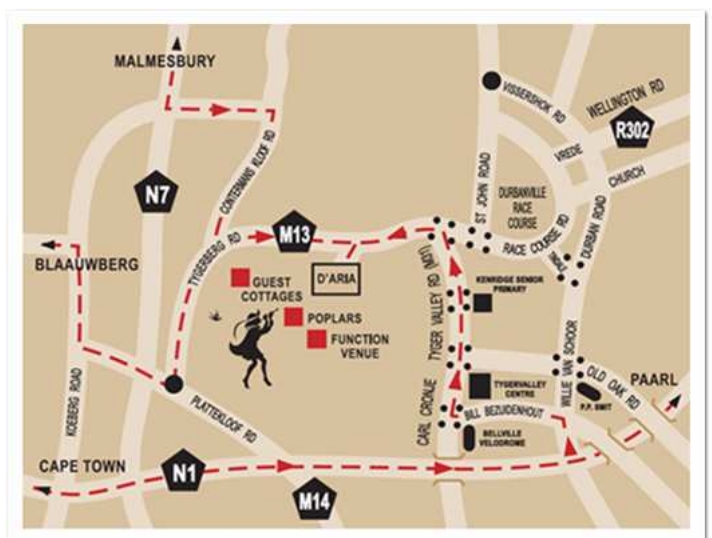 MALMESBURY
WELLINGTON RD
VISSERSHOK RD
R302
VREDE
CONTERMANS KLOOF RD
N7
ST JOHN ROAD
DURBANVILLE
RACE
COURSE
CHURCH
M13
TYGERBERG RD
RACE COURSE RD
DURBAN ROAD
BLAAUWBERG
D'ARIA
GUEST
COTTAGES
POPLARS
FUNCTION
VENUE
TYGER VALLEY RD
KENRIDGE SENIOR
PRIMARY
WILLIE VAN SCHOOR
OLD OAK RD
PAARL
KOEBERG ROAD
PLATTEKLOOF RD
CARL CRONJE
TYGERVALLEY
CENTRE
P.P. SMIT
BILL BEZUIDENHOUT
BELLVILLE
VELODROME
CAPE TOWN
N1
M14